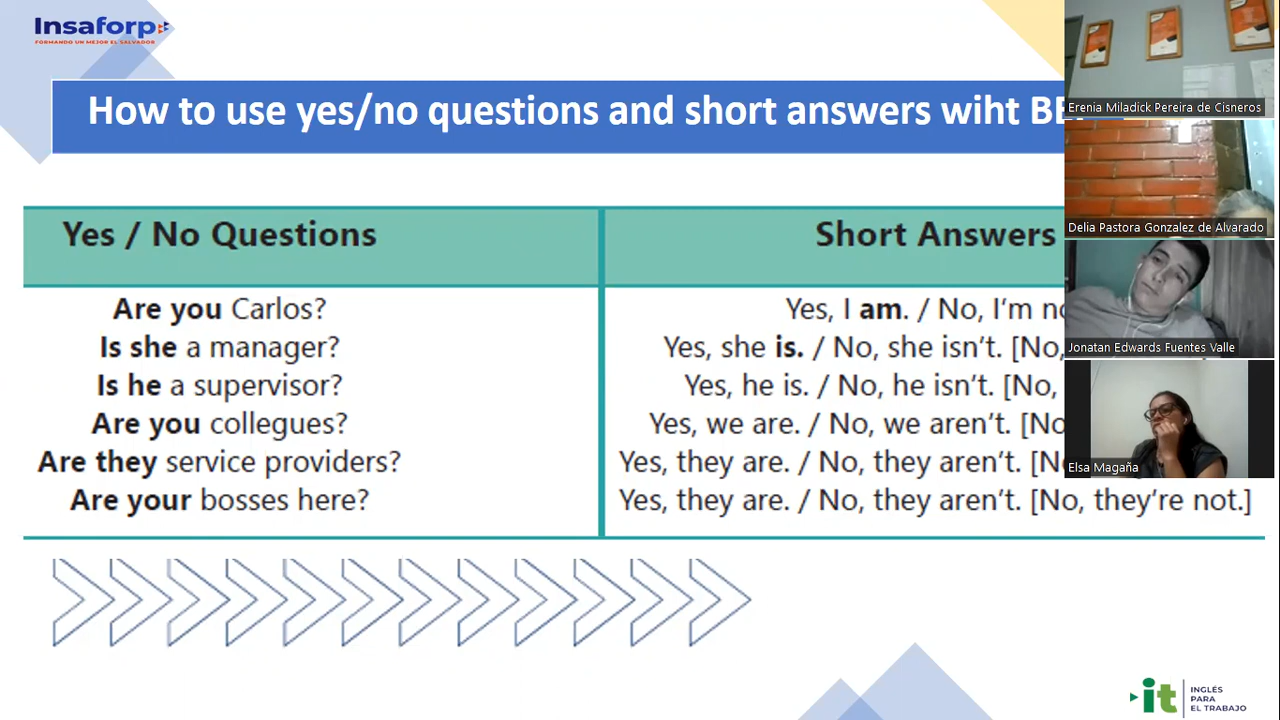 Insaforp
FORMANDO UN MEJOR EL SALVADOR
How to use yes/no questions and short answers wiht
Yes / No Questions
Short Answers
Are you Carlos?
Yes, I am. / No, I'm
Is she a manager?
Yes, she is. / No, she isn't. [No,
Is he a supervisor?
Yes, he is. / No, he isn't. [No,
Are you collegues?
Yes, we are. / No, we aren't. [No
Are they service providers?
Yes, they are. / No, they aren't.
Are your bosses here?
Yes, they are. / No, they aren't. [No, they're not.]
Erenia Miladick Pereira de Cisneros
Delia Pastora Gonzalez de Alvarado
Jonatan Edwards Fuentes Valle
Elsa Magaña
it
INGLÉS
PARA
EL TRABAJO